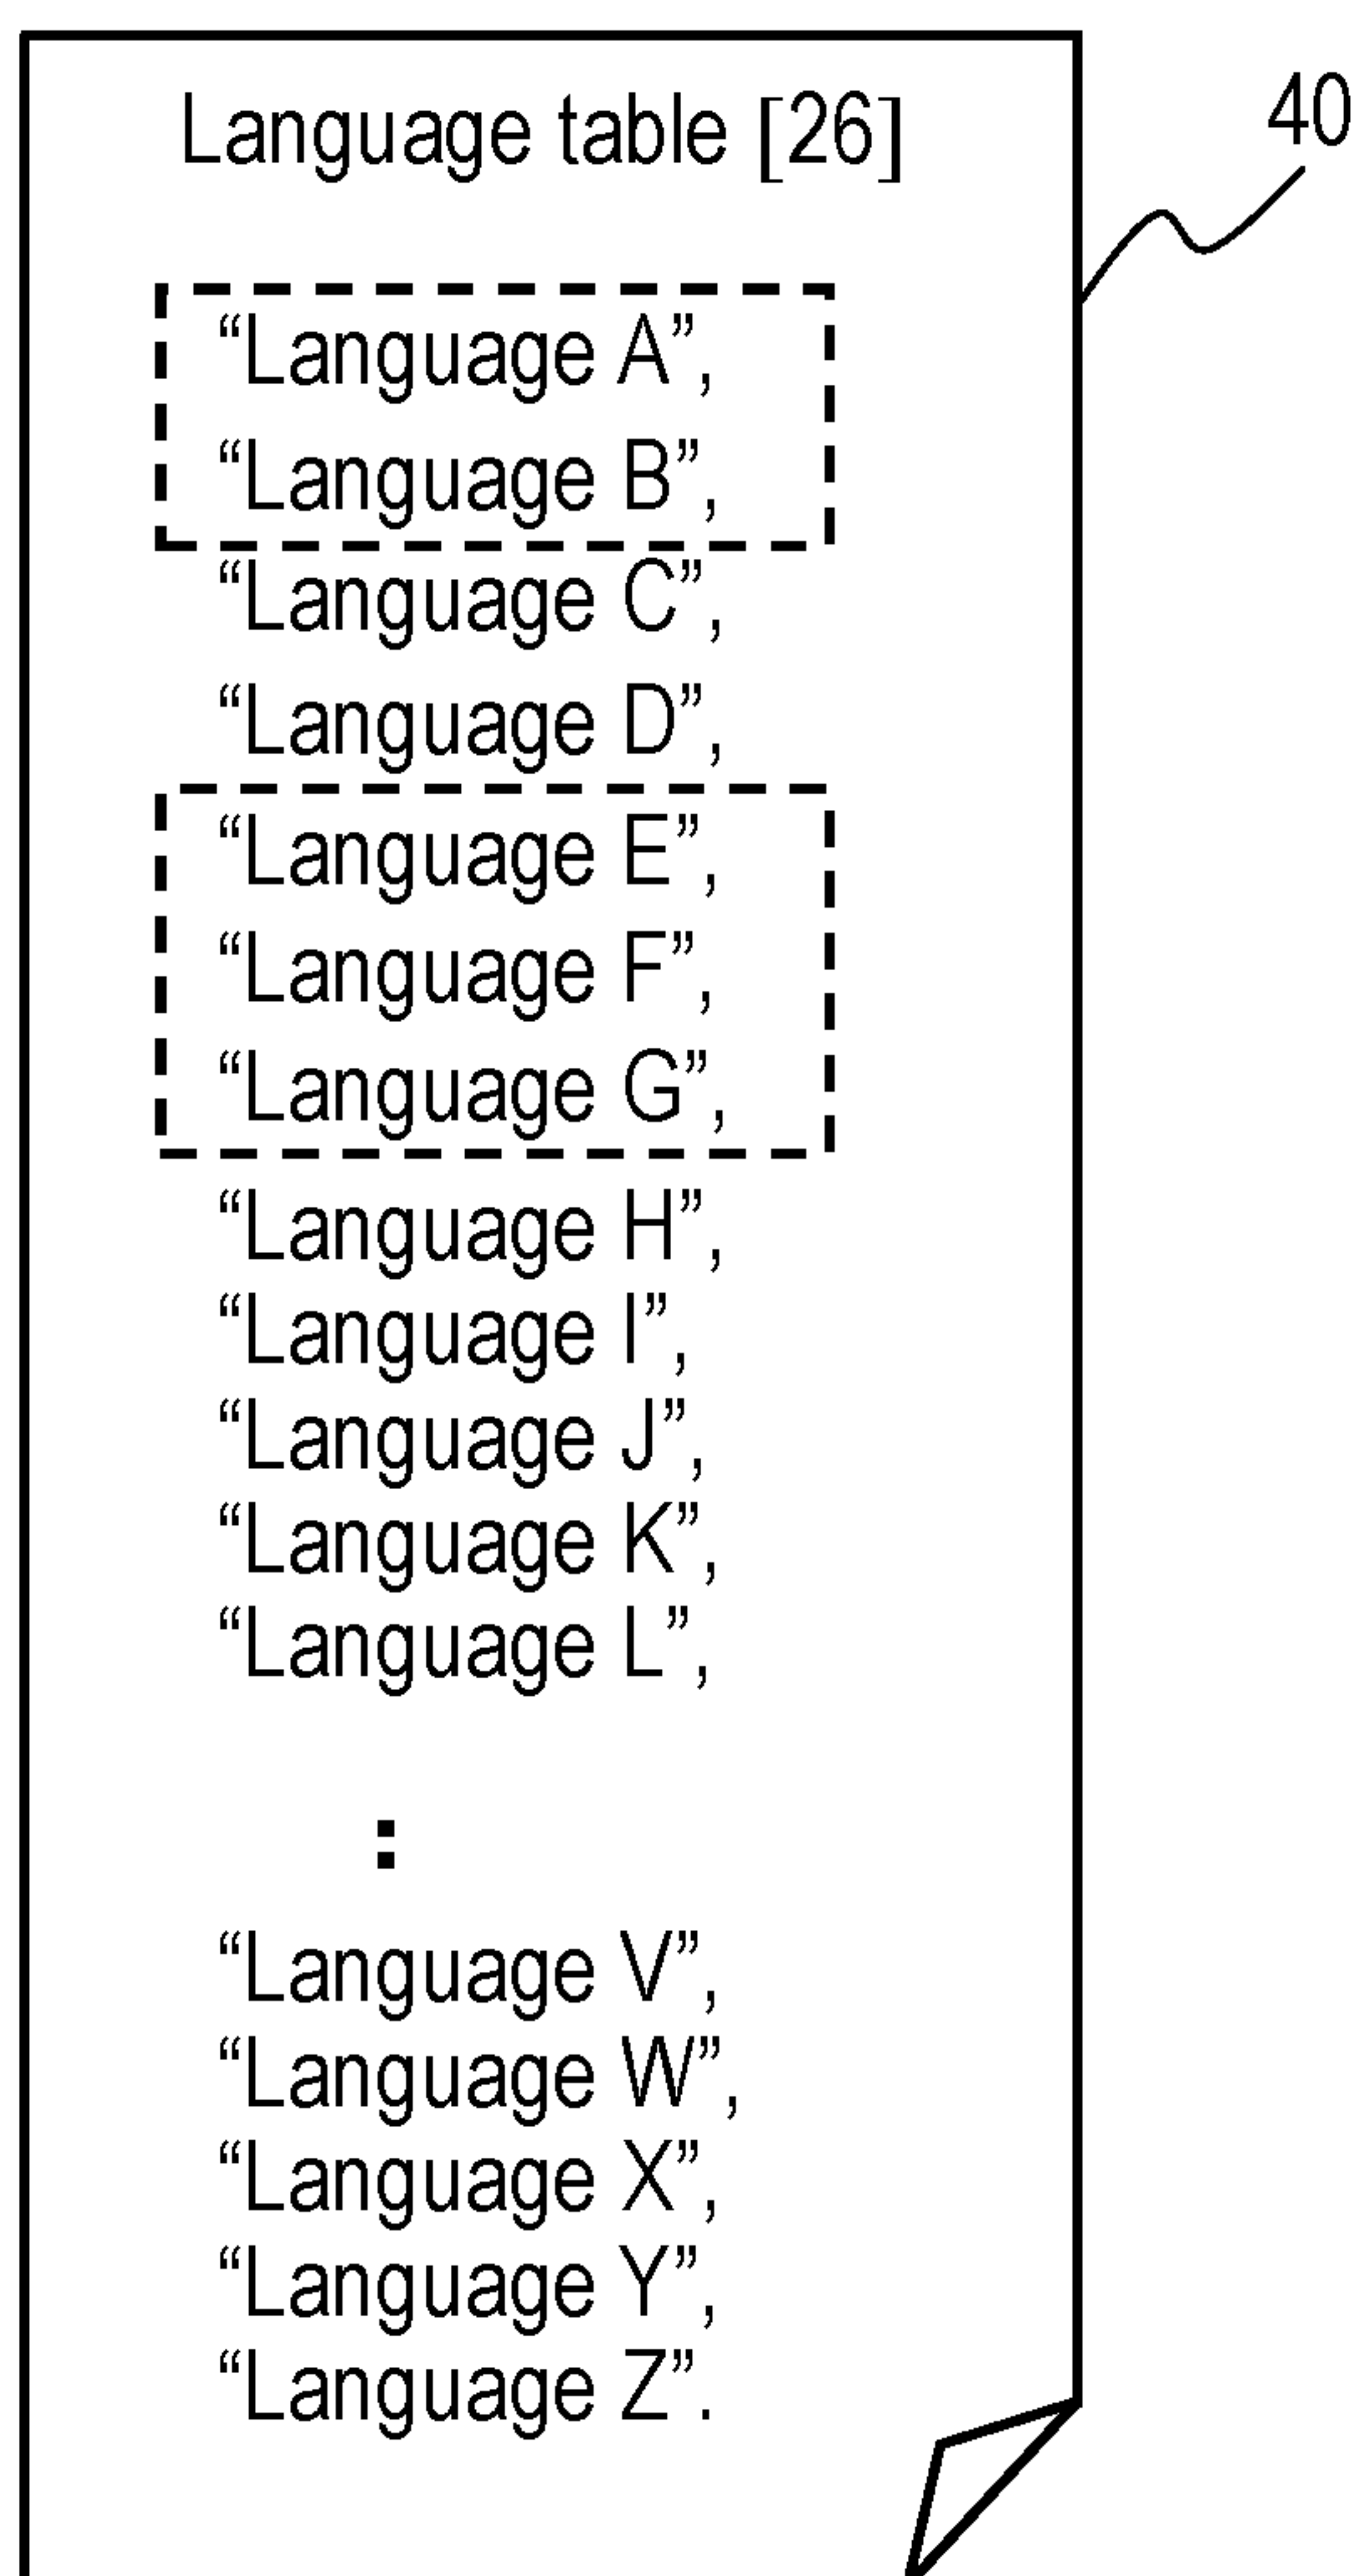 Language table [26]
40
“Language A”,
“Language B”,
“Language C”,
“Language D”,
“Language E”,
“Language F”,
“Language G”,
“Language H”,
“Language I”,
“Language J”,
“Language K”,
“Language L”,
:
“Language V”,
“Language W”,
“Language X”,
“Language Y”,
“Language Z”.